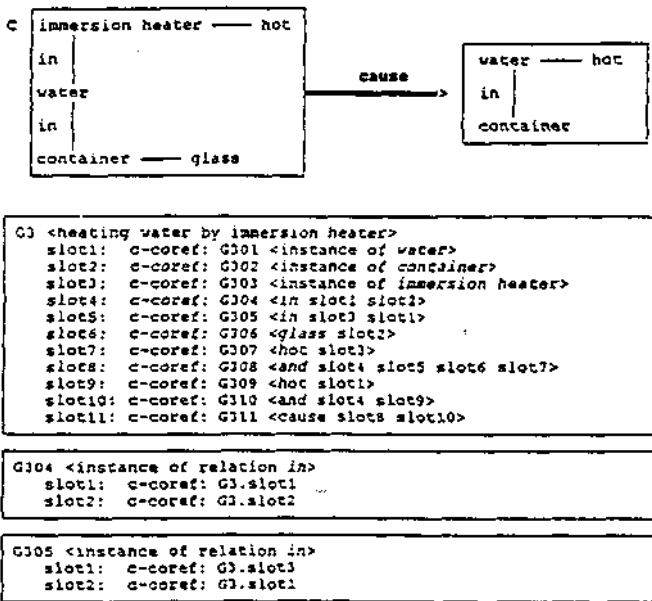 C
immersion heater —— hot
in
water
in
container —— glass
cause
water —— hot
in
container
G3 <heating water by immersion heater>
slot1: c-coref: G301 <instance of water>
slot2: c-coref: G302 <instance of container>
slot3: c-coref: G303 <instance of immersion heater>
slot4: c-coref: G304 <in slot1 slot2>
slot5: c-coref: G305 <in slot3 slot1>
slot6: c-coref: G306 <glass slot2>
slot7: c-coref: G307 <hot slot3>
slot8: c-coref: G308 <and slot4 slot5 slot6 slot7>
slot9: c-coref: G309 <hot slot1>
slot10: c-coref: G310 <and slot4 slot9>
slot11: c-coref: G311 <cause slot8 slot10>
G304 <instance of relation in>
slot1: c-coref: G3.slot1
slot2: c-coref: G3.slot2
G305 <instance of relation in>
slot1: c-coref: G3.slot3
slot2: c-coref: G3.slot1